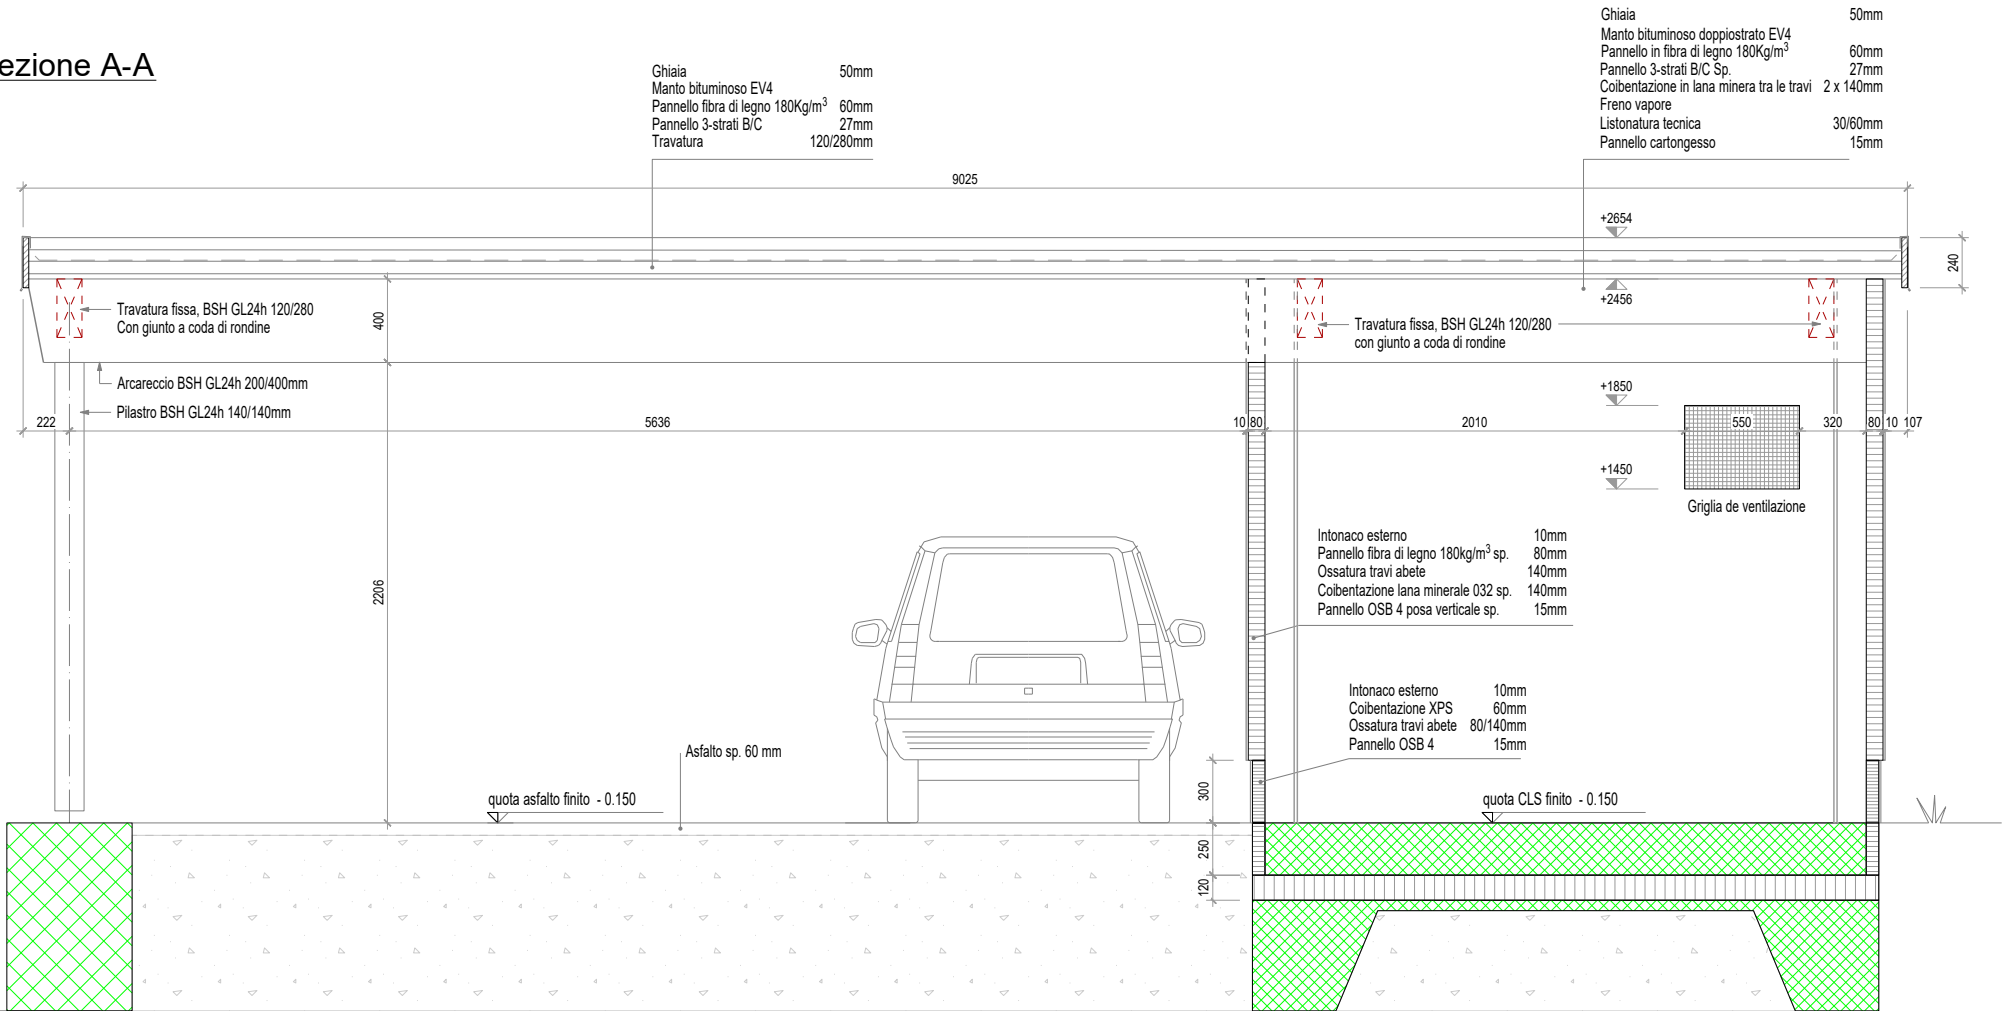 ezione A-A
Ghiaia 50mm
Manto bituminoso EV4
Pannello fibra di legno 180Kg/m³ 60mm
Pannello 3-strati B/C 27mm
Travatura 120/280mm
Ghiaia 50mm
Manto bituminoso doppiostrato EV4
Pannello in fibra di legno 180Kg/m³ 60mm
Pannello 3-strati B/C Sp. 27mm
Coibentazione in lana minera tra le travi 2 x 140mm
Freno vapore
Listonatura tecnica 30/60mm
Pannello cartongesso 15mm
9025
+2654
240
+2456
Travatura fissa, BSH GL24h 120/280
Con giunto a coda di rondine
400
Travatura fissa, BSH GL24h 120/280
con giunto a coda di rondine
Arcareccio BSH GL24h 200/400mm
Pilastro BSH GL24h 140/140mm
+1850
222 5636 10 80 2010 550 320 80 10 107
+1450
Griglia de ventilazione
Intonaco esterno 10mm
Pannello fibra di legno 180kg/m³ sp. 80mm
Ossatura travi abete 140mm
Coibentazione lana minerale 032 sp. 140mm
Pannello OSB 4 posa verticale sp. 15mm
2206
Intonaco esterno 10mm
Coibentazione XPS 60mm
Ossatura travi abete 80/140mm
Pannello OSB 4 15mm
Asfalto sp. 60 mm
300
quota asfalto finito - 0.150
quota CLS finito - 0.150
250
120